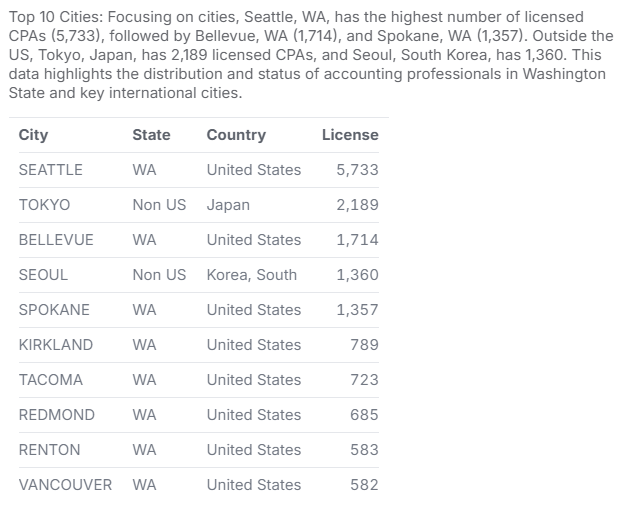 Top 10 Cities: Focusing on cities, Seattle, WA, has the highest number of licensed
CPAs (5,733), followed by Bellevue, WA (1,714), and Spokane, WA (1,357). Outside the
US, Tokyo, Japan, has 2,189 licensed CPAs, and Seoul, South Korea, has 1,360. This
data highlights the distribution and status of accounting professionals in Washington
State and key international cities.
City State Country License
SEATTLE WA United States 5,733
TOKYO Non US Japan 2,189
BELLEVUE WA United States 1,714
SEOUL Non US Korea, South 1,360
SPOKANE WA United States 1,357
KIRKLAND WA United States 789
TACOMA WA United States 723
REDMOND WA United States 685
RENTON WA United States 583
VANCOUVER WA United States 582